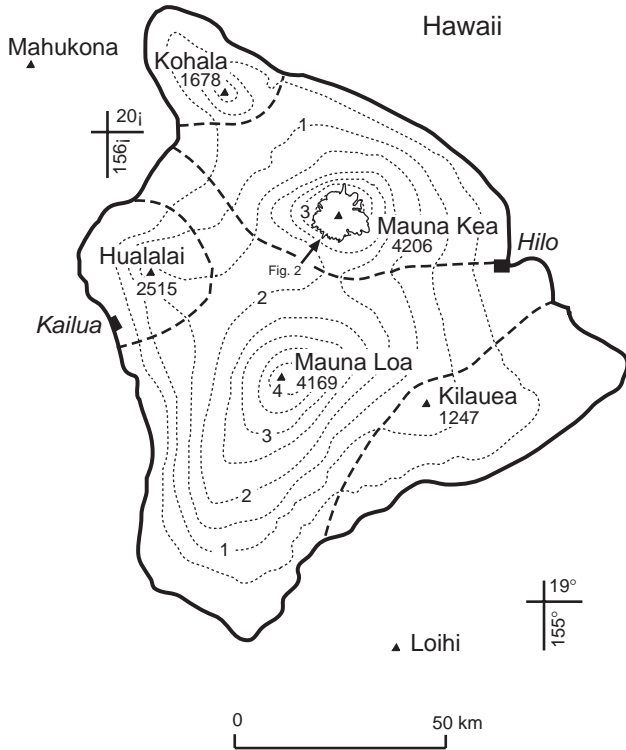 Hawaii
Mahukona
Kohala
1678
20¡
156¡
1
3
Mauna Kea
4206
Hilo
Hualalai
2515
Fig. 2
2
Kailua
Mauna Loa
4169
4
Kilauea
1247
3
2
1
19°
155°
Loihi
0 50 km